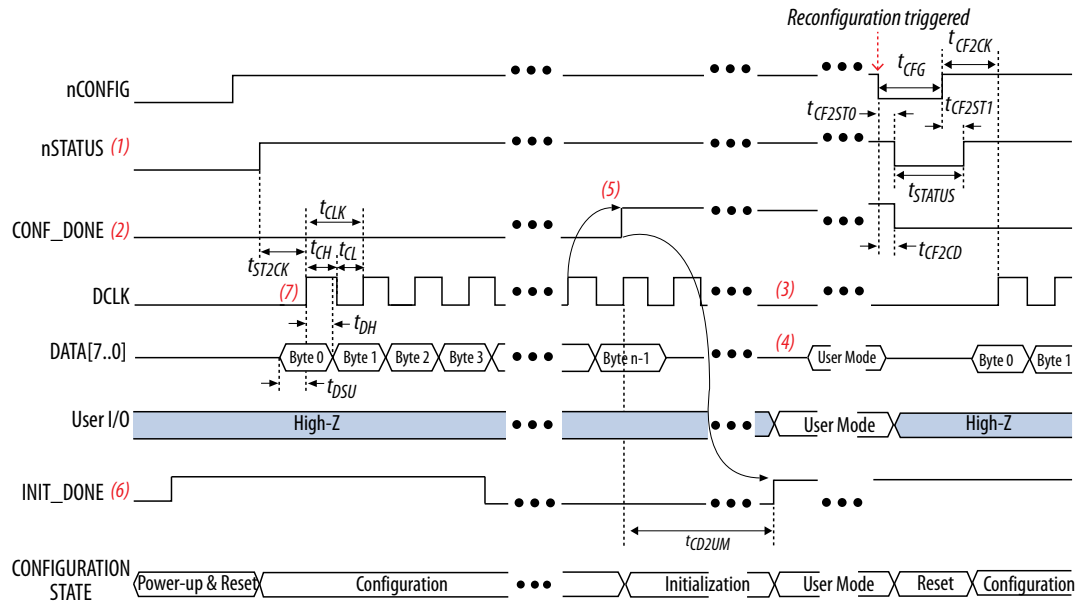 Reconfiguration triggered
nCONFIG
tCFG
tCF2CK
nSTATUS (1)
tCF2ST0
tCF2ST1
tSTATUS
CONF_DONE (2)
(5)
tCLK
tCF2CD
tST2CK
tCH
tCL
DCLK
(7)
(3)
tDH
DATA[7..0]
Byte 0
Byte 1
Byte 2
Byte 3
Byte n-1
(4)
User Mode
Byte 0
Byte 1
tDSU
User I/O
High-Z
User Mode
High-Z
INIT_DONE (6)
tCD2UM
CONFIGURATION
STATE
Power-up & Reset
Configuration
Initialization
User Mode
Reset
Configuration